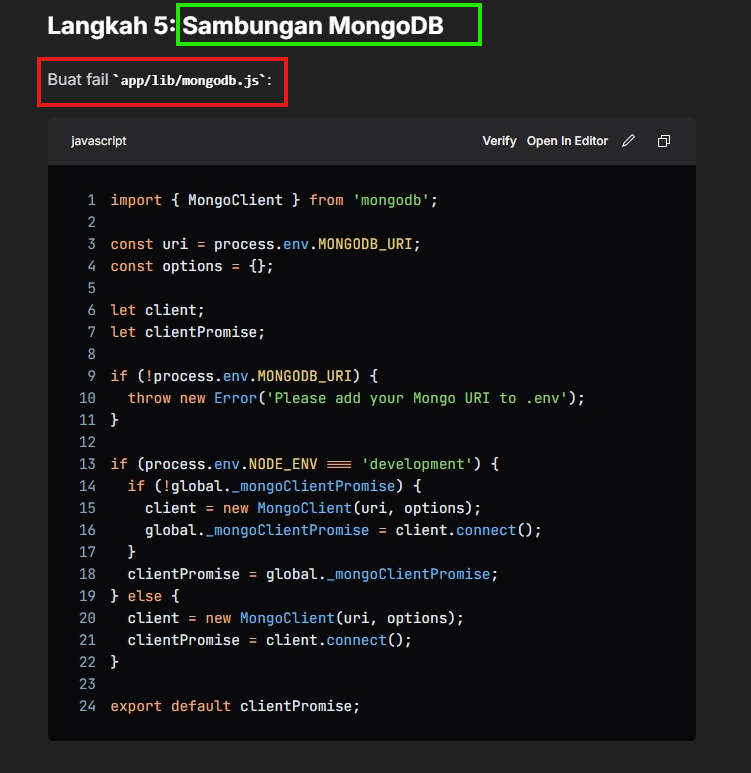 Langkah 5: Sambungan MongoDB
Buat fail `app/lib/mongodb.js`:
javascript
Verify Open In Editor
1 import { MongoClient } from 'mongodb';
2
3 const uri = process.env.MONGODB_URI;
4 const options = {};
5
6 let client;
7 let clientPromise;
8
9 if (!process.env.MONGODB_URI) {
10   throw new Error('Please add your Mongo URI to .env');
11 }
12
13 if (process.env.NODE_ENV === 'development') {
14   if (!global._mongoClientPromise) {
15     client = new MongoClient(uri, options);
16     global._mongoClientPromise = client.connect();
17   }
18   clientPromise = global._mongoClientPromise;
19 } else {
20   client = new MongoClient(uri, options);
21   clientPromise = client.connect();
22 }
23
24 export default clientPromise;